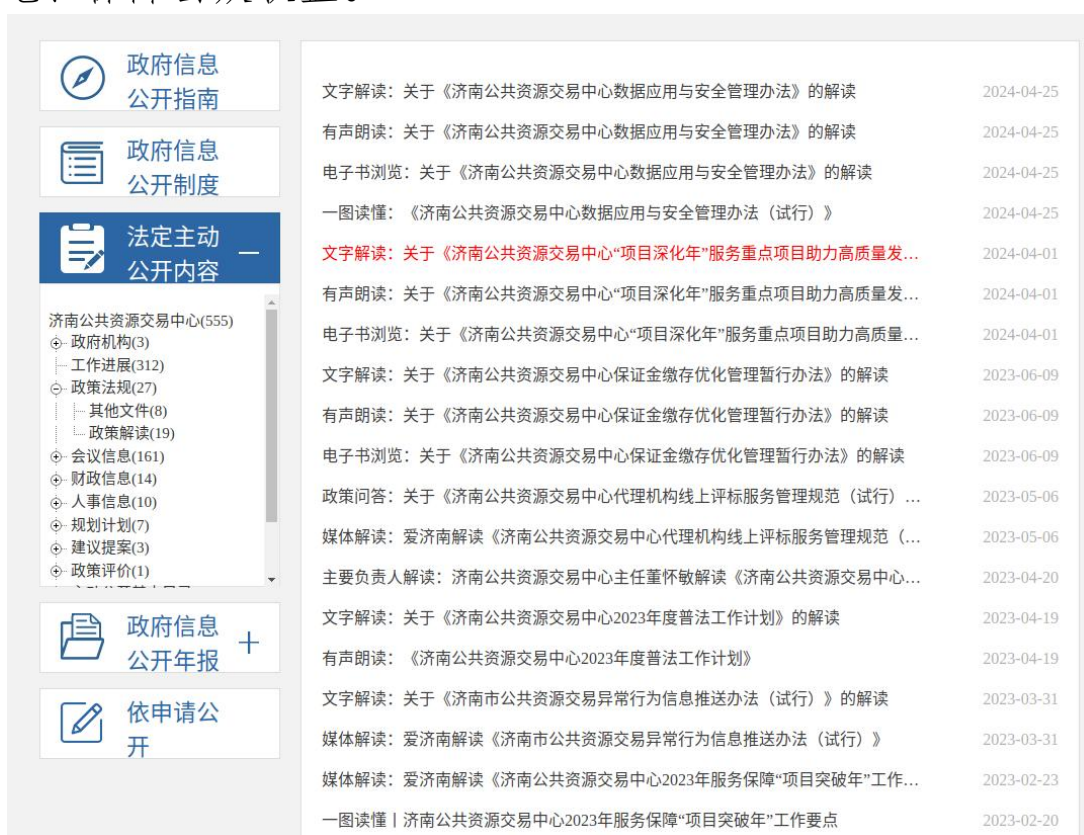 政府信息
公开指南
政府信息
公开制度
法定主动
公开内容
济南公共资源交易中心(555)
政府机构(3)
工作进展(312)
政策法规(27)
其他文件(8)
政策解读(19)
会议信息(161)
财政信息(14)
人事信息(10)
规划计划(7)
建议提案(3)
政策评价(1)
政府信息
公开年报
依申请公
开
文字解读：关于《济南公共资源交易中心数据应用与安全管理办法》的解读 2024-04-25
有声朗读：关于《济南公共资源交易中心数据应用与安全管理办法》的解读 2024-04-25
电子书浏览：关于《济南公共资源交易中心数据应用与安全管理办法》的解读 2024-04-25
一图读懂：《济南公共资源交易中心数据应用与安全管理办法（试行）》 2024-04-25
文字解读：关于《济南公共资源交易中心“项目深化年”服务重点项目助力高质量发… 2024-04-01
有声朗读：关于《济南公共资源交易中心“项目深化年”服务重点项目助力高质量发… 2024-04-01
电子书浏览：关于《济南公共资源交易中心“项目深化年”服务重点项目助力高质量… 2024-04-01
文字解读：关于《济南公共资源交易中心保证金缴存优化管理暂行办法》的解读 2023-06-09
有声朗读：关于《济南公共资源交易中心保证金缴存优化管理暂行办法》的解读 2023-06-09
电子书浏览：关于《济南公共资源交易中心保证金缴存优化管理暂行办法》的解读 2023-06-09
政策问答：关于《济南公共资源交易中心代理机构线上评标服务管理规范（试行）… 2023-05-06
媒体解读：爱济南解读《济南公共资源交易中心代理机构线上评标服务管理规范（… 2023-05-06
主要负责人解读：济南公共资源交易中心主任董怀敏解读《济南公共资源交易中心… 2023-04-20
文字解读：关于《济南公共资源交易中心2023年度普法工作计划》的解读 2023-04-19
有声朗读：《济南公共资源交易中心2023年度普法工作计划》 2023-04-19
文字解读：关于《济南市公共资源交易异常行为信息推送办法（试行）》的解读 2023-03-31
媒体解读：爱济南解读《济南市公共资源交易异常行为信息推送办法（试行）》 2023-03-31
媒体解读：爱济南解读《济南公共资源交易中心2023年服务保障“项目突破年”工作… 2023-02-23
一图读懂丨济南公共资源交易中心2023年服务保障“项目突破年”工作要点 2023-02-20